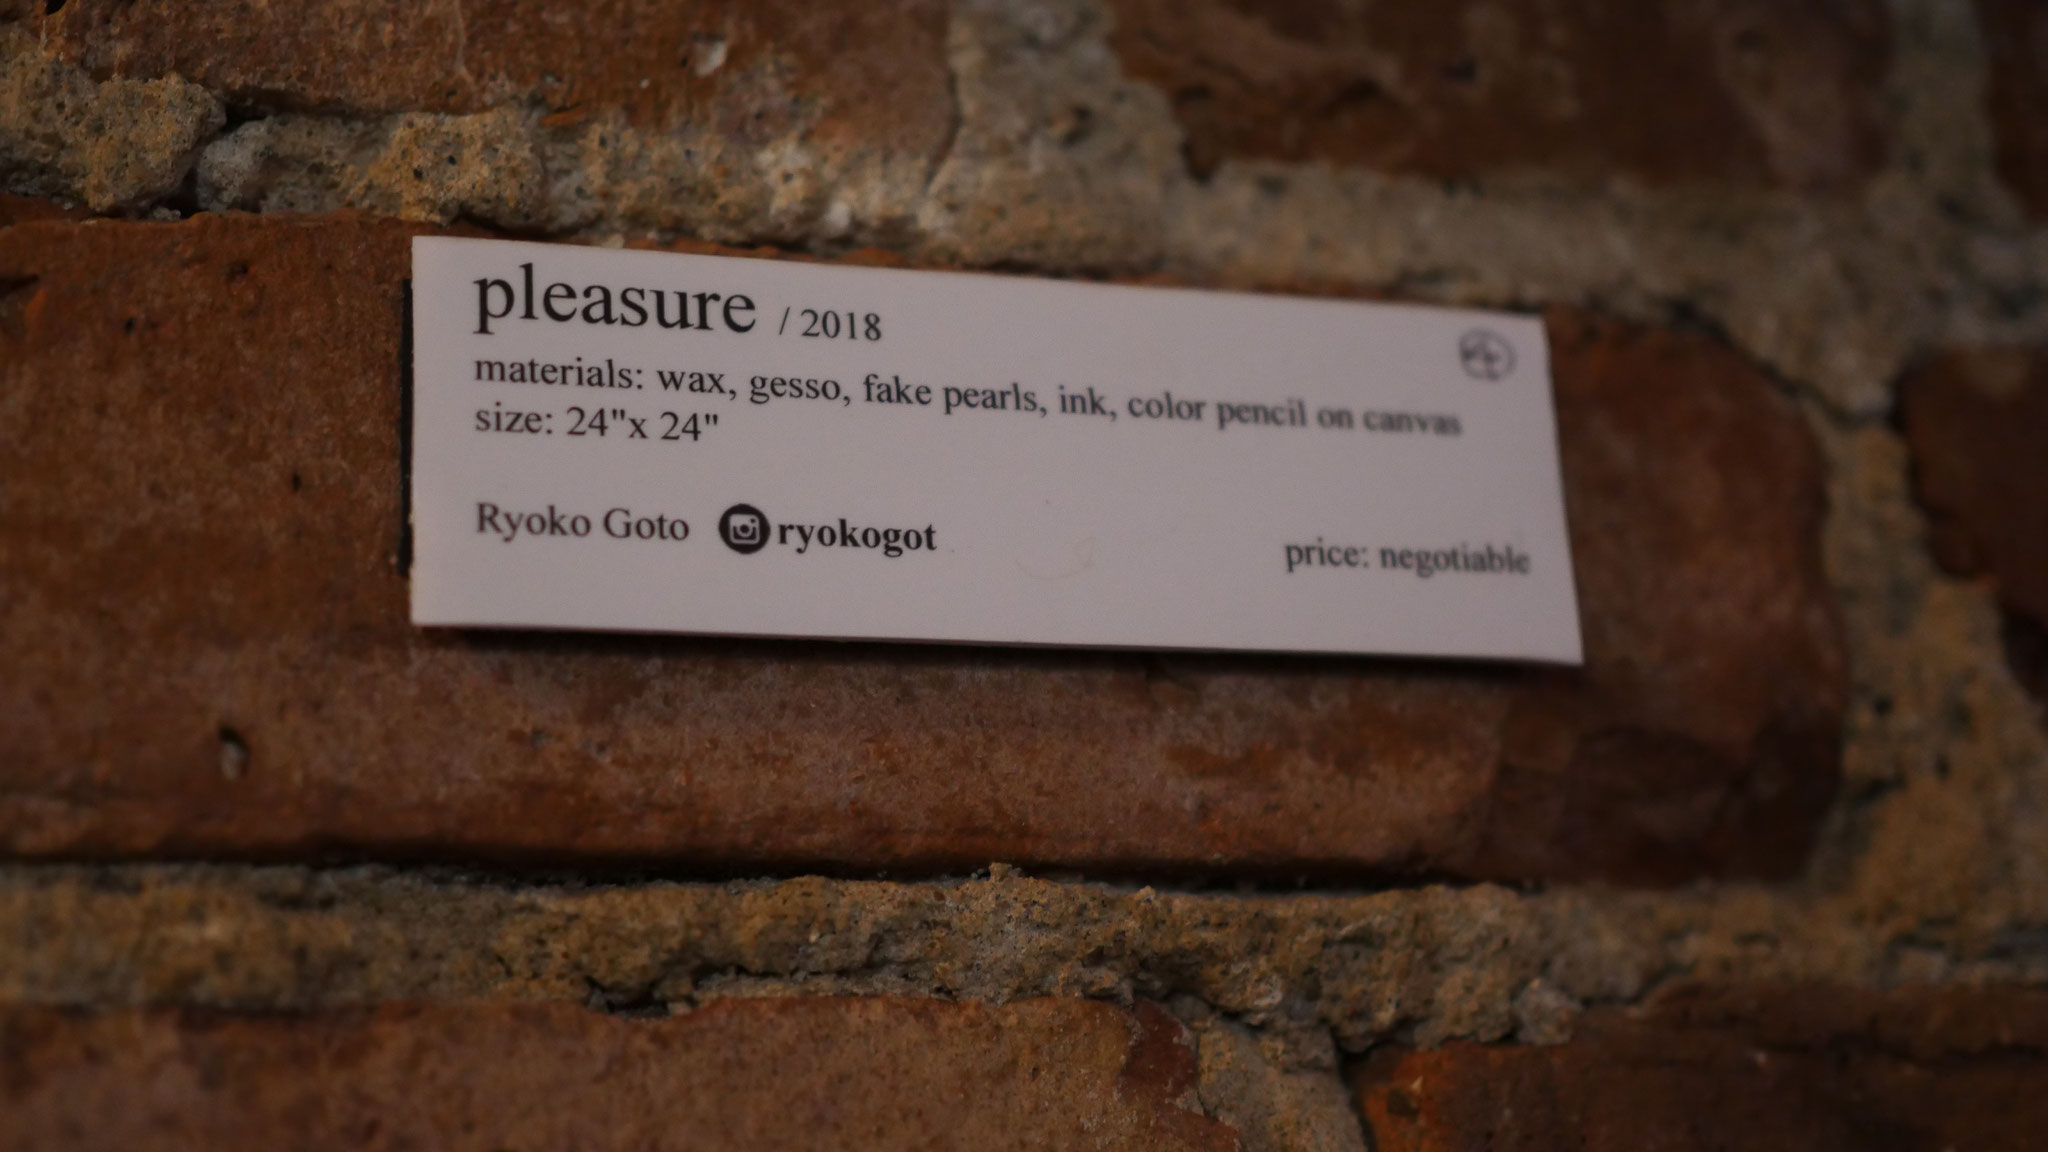 pleasure / 2018
materials: wax, gesso, fake pearls, ink, color pencil on canvas
size: 24"x 24"
Ryoko Goto ryokogot
price: negotiable